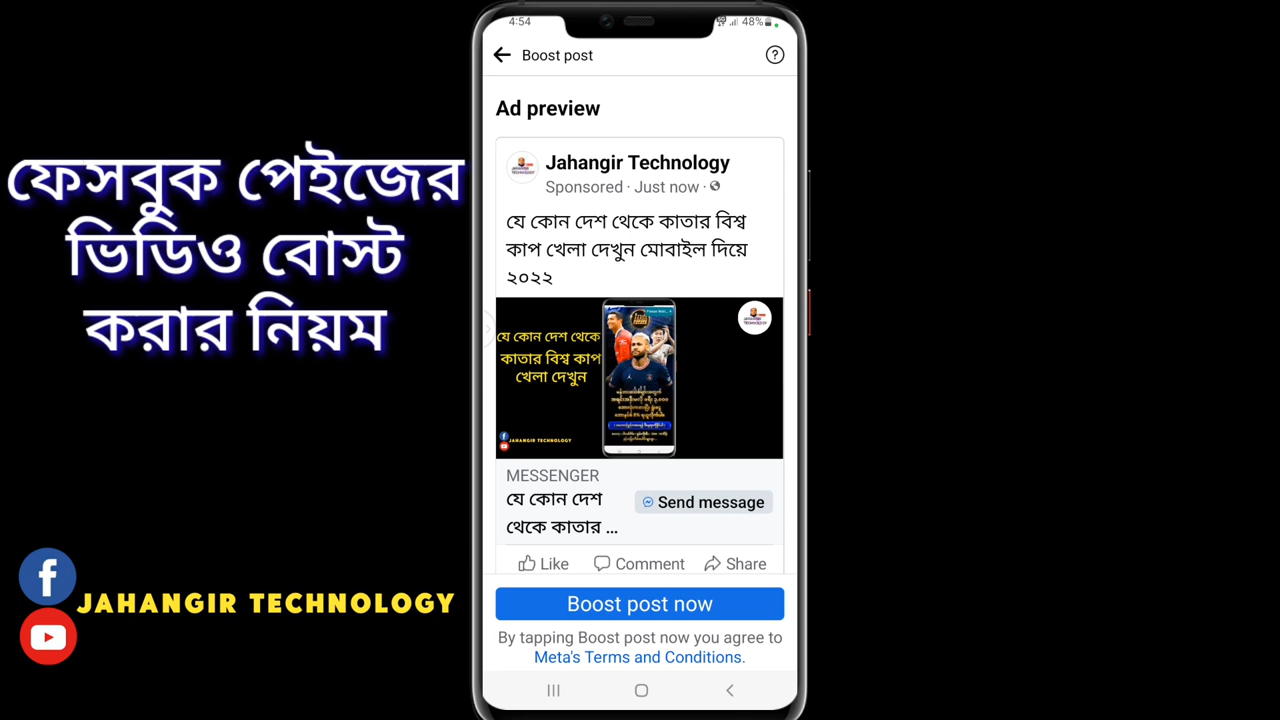 ফেসবুক পেইজের
ভিডিও বোস্ট
করার নিয়ম
JAHANGIR TECHNOLOGY
4:54
48%
Boost post
Ad preview
Jahangir Technology
Sponsored · Just now ·
যে কোন দেশ থেকে কাতার বিশ্ব
কাপ খেলা দেখুন মোবাইল দিয়ে
২০২২
যে কোন দেশ থেকে
কাতার বিশ্ব কাপ
খেলা দেখুন
JAHANGIR TECHNOLOGY
MESSENGER
যে কোন দেশ
থেকে কাতার ...
Send message
Like Comment Share
Boost post now
By tapping Boost post now you agree to
Meta's Terms and Conditions.